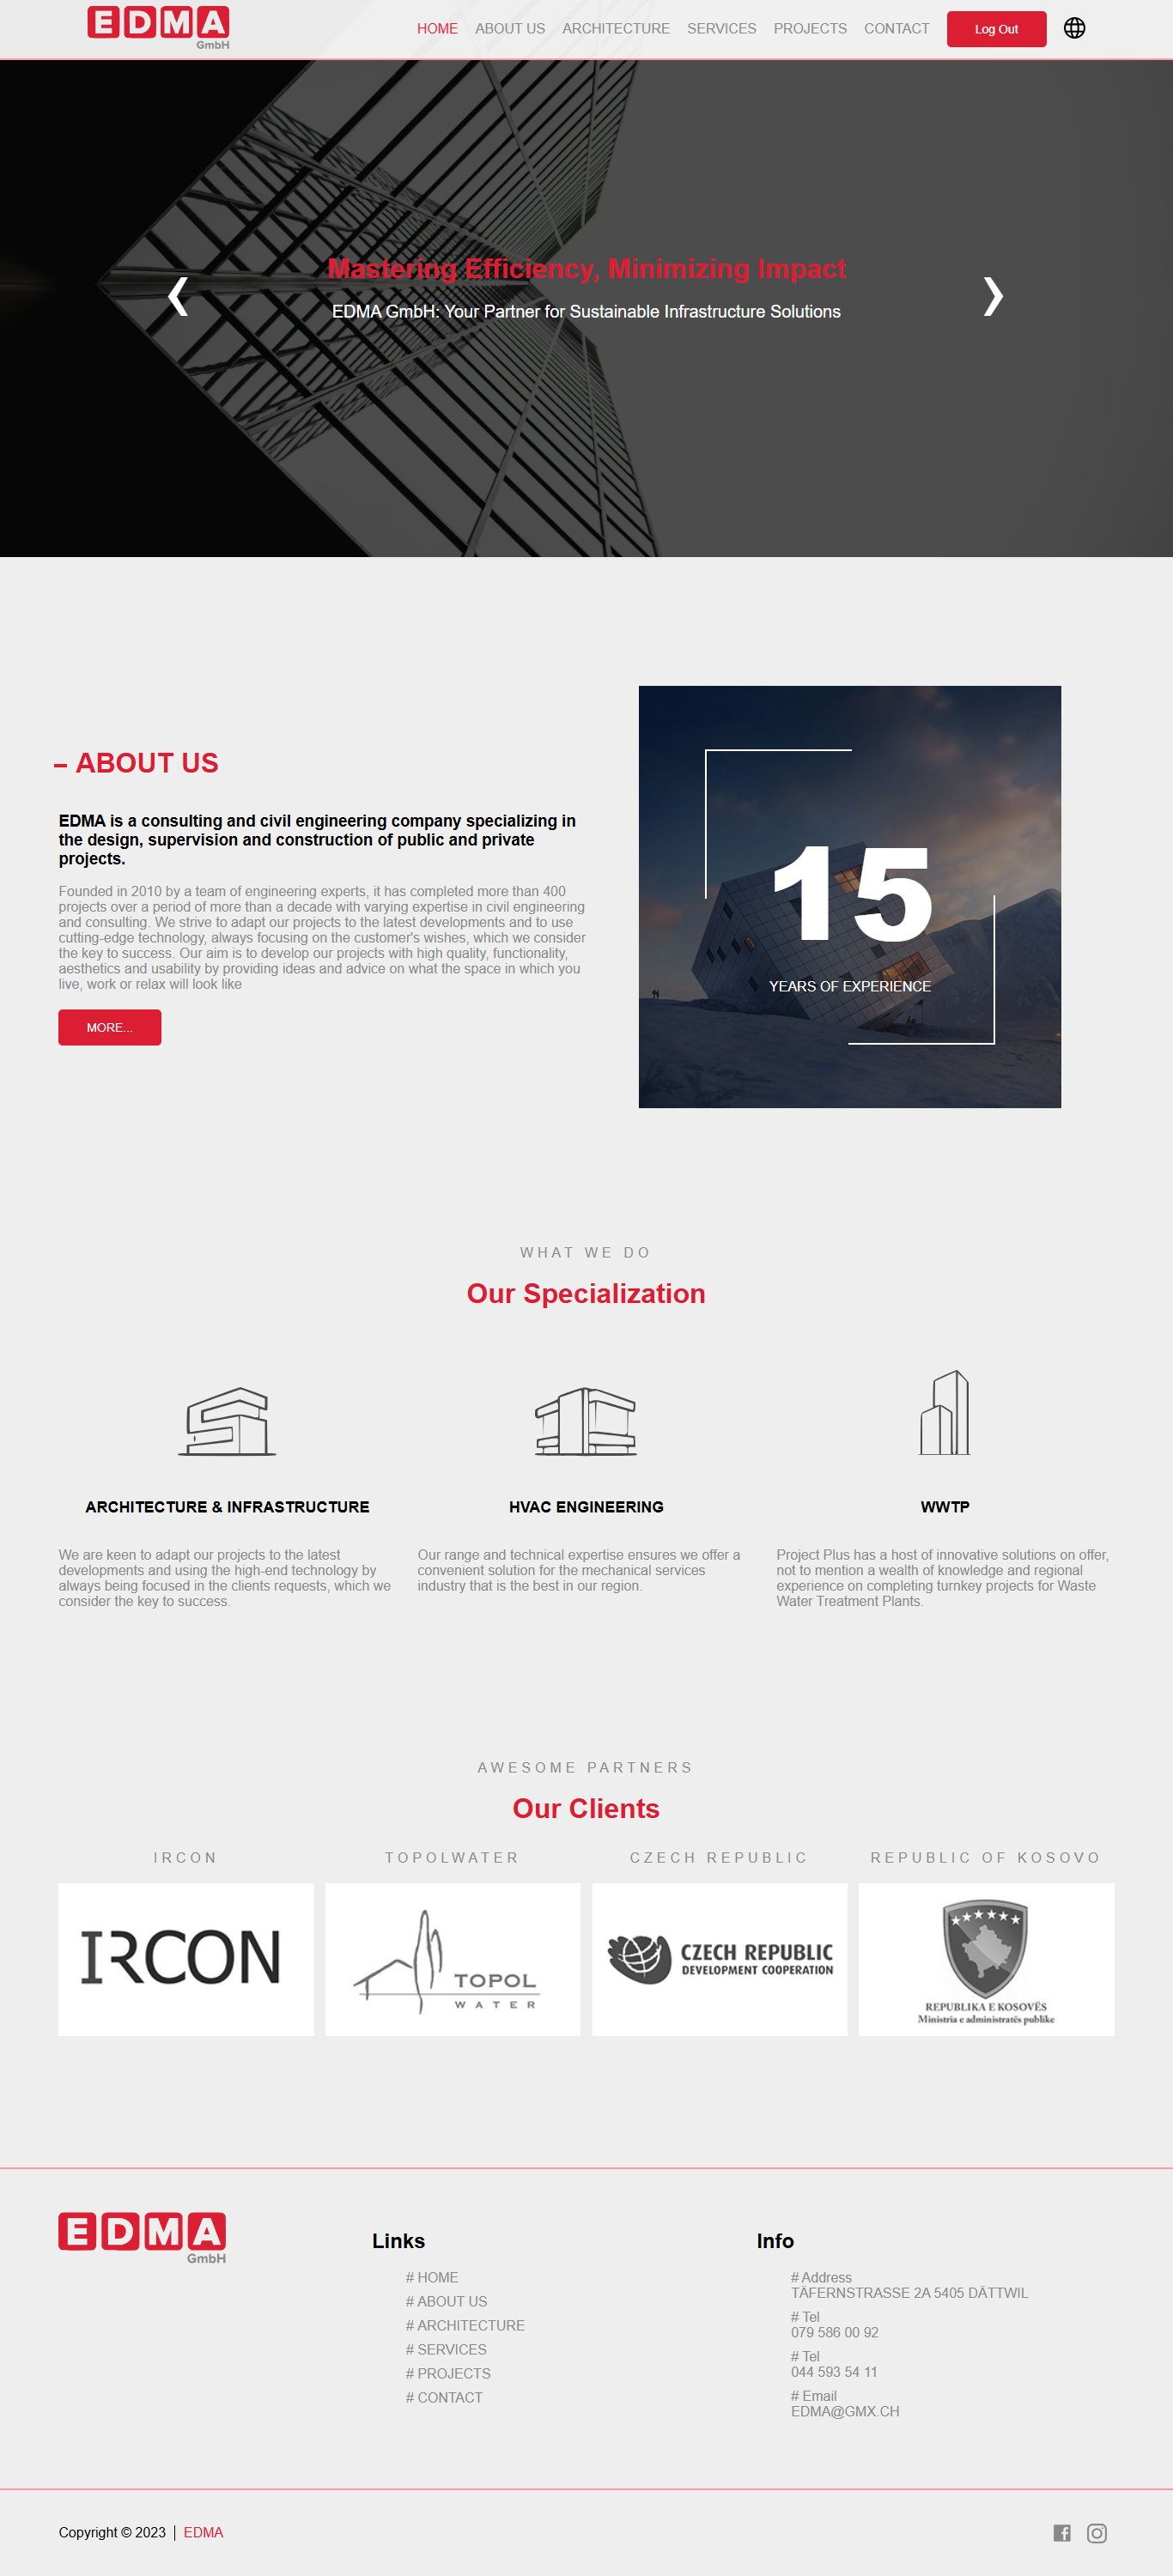 EDMA
GmbH
HOME ABOUT US ARCHITECTURE SERVICES PROJECTS CONTACT Log Out
Mastering Efficiency, Minimizing Impact
EDMA GmbH: Your Partner for Sustainable Infrastructure Solutions
– ABOUT US
EDMA is a consulting and civil engineering company specializing in
the design, supervision and construction of public and private
projects.
Founded in 2010 by a team of engineering experts, it has completed more than 400
projects over a period of more than a decade with varying expertise in civil engineering
and consulting. We strive to adapt our projects to the latest developments and to use
cutting-edge technology, always focusing on the customer's wishes, which we consider
the key to success. Our aim is to develop our projects with high quality, functionality,
aesthetics and usability by providing ideas and advice on what the space in which you
live, work or relax will look like
MORE...
15
YEARS OF EXPERIENCE
WHAT WE DO
Our Specialization
ARCHITECTURE & INFRASTRUCTURE
We are keen to adapt our projects to the latest
developments and using the high-end technology by
always being focused in the clients requests, which we
consider the key to success.
HVAC ENGINEERING
Our range and technical expertise ensures we offer a
convenient solution for the mechanical services
industry that is the best in our region.
WWTP
Project Plus has a host of innovative solutions on offer,
not to mention a wealth of knowledge and regional
experience on completing turnkey projects for Waste
Water Treatment Plants.
AWESOME PARTNERS
Our Clients
IRCON
IRCON
TOPOLWATER
TOPOL
WATER
CZECH REPUBLIC
CZECH REPUBLIC
DEVELOPMENT COOPERATION
REPUBLIC OF KOSOVO
REPUBLIKA E KOSOVËS
Ministria e administratës publike
EDMA
GmbH
Links
# HOME
# ABOUT US
# ARCHITECTURE
# SERVICES
# PROJECTS
# CONTACT
Info
# Address
TÄFERNSTRASSE 2A 5405 DÄTTWIL
# Tel
079 586 00 92
# Tel
044 593 54 11
# Email
EDMA@GMX.CH
Copyright © 2023 | EDMA